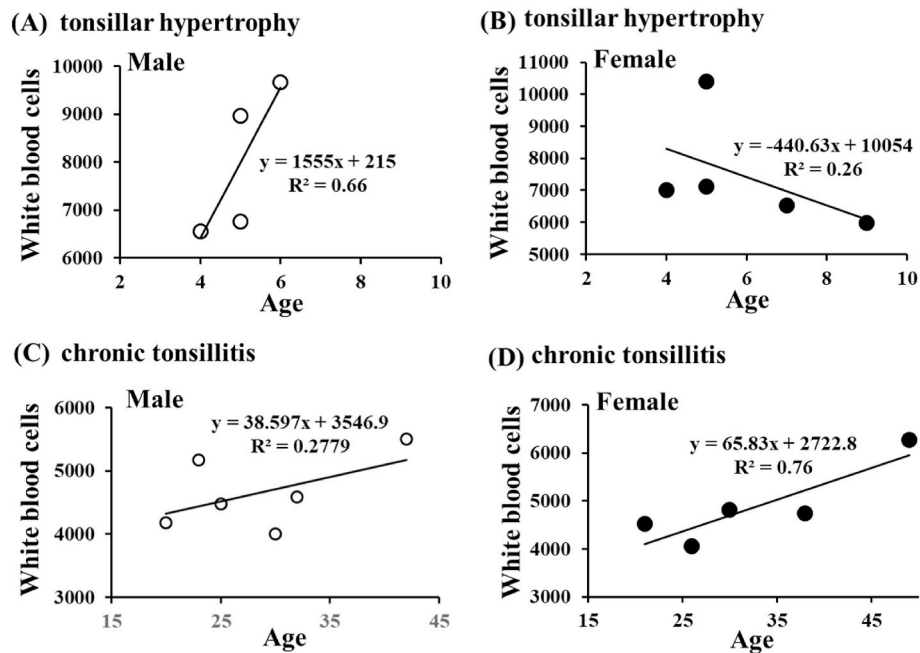 (A) tonsillar hypertrophy
Male
White blood cells
10000
9000
8000
7000
6000
y = 1555x + 215
R² = 0.66
2 4 6 8 10
Age
(B) tonsillar hypertrophy
Female
White blood cells
11000
10000
9000
8000
7000
6000
5000
y = -440.63x + 10054
R² = 0.26
2 4 6 8 10
Age
(C) chronic tonsillitis
Male
White blood cells
6000
5000
4000
3000
y = 38.597x + 3546.9
R² = 0.2779
15 25 35 45
Age
(D) chronic tonsillitis
Female
White blood cells
7000
6000
5000
4000
3000
y = 65.83x + 2722.8
R² = 0.76
15 25 35 45
Age